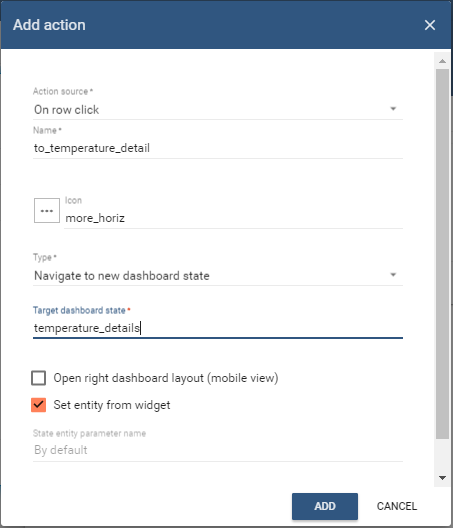 Add action
Action source *
On row click
Name *
to_temperature_detail
Icon
more_horiz
Type *
Navigate to new dashboard state
Target dashboard state *
temperature_details
Open right dashboard layout (mobile view)
Set entity from widget
State entity parameter name
By default
ADD CANCEL